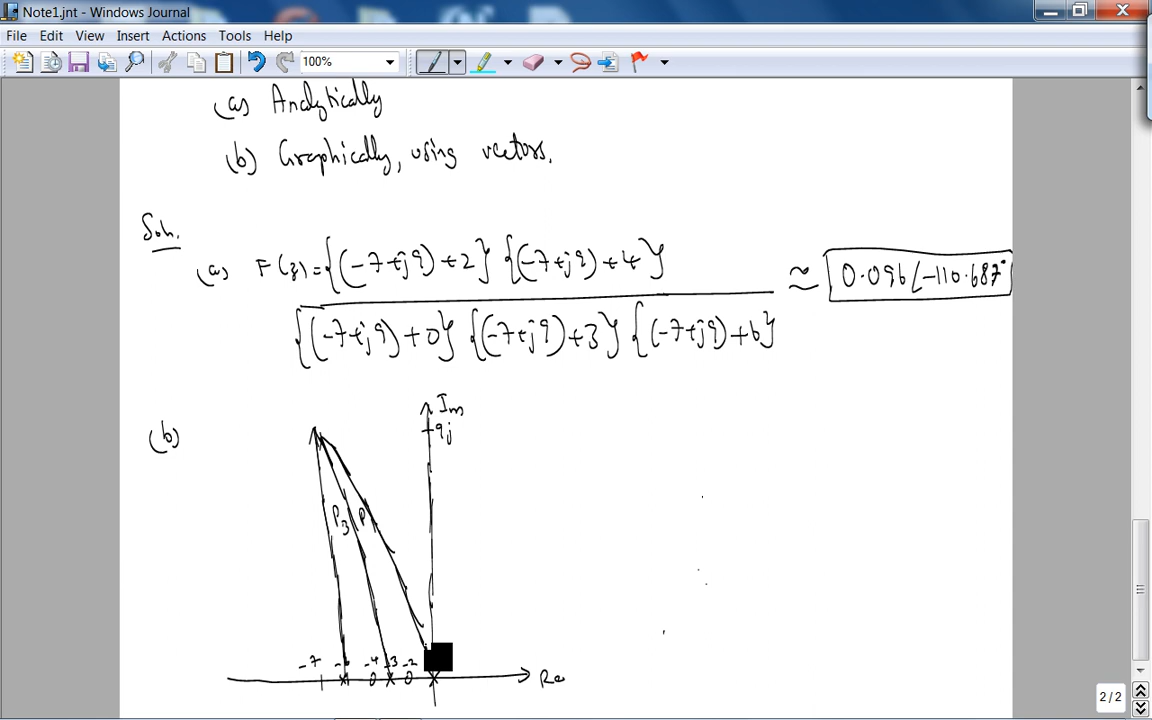 Note1.jnt - Windows Journal
File Edit View Insert Actions Tools Help
100%
(a) Analytically
(b) Graphically, using vectors.
Soln.
(a) F(z) = {(-7+j9)+2} {(-7+j9)+4}
{(-7+j9)+0} {(-7+j9)+3} {(-7+j9)+6}
≈ 0.096 ∠-110.687°
(b)
Im
9j
P3 P
-7 -4 -3 -2
Re
2/2